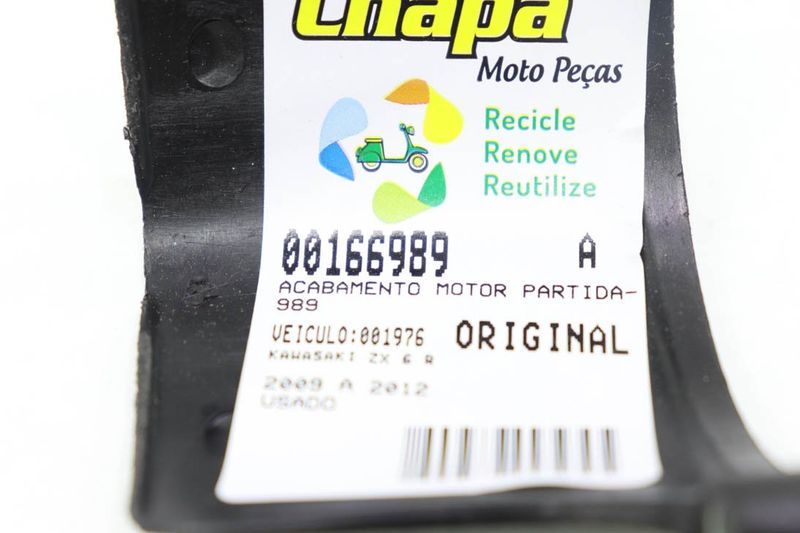 Chapa
Moto Peças
Recicle
Renove
Reutilize
00166989 A
ACABAMENTO MOTOR PARTIDA-
989
VEICULO:001976 ORIGINAL
KAWASAKI ZX 6 R
2009 A 2012
USADO